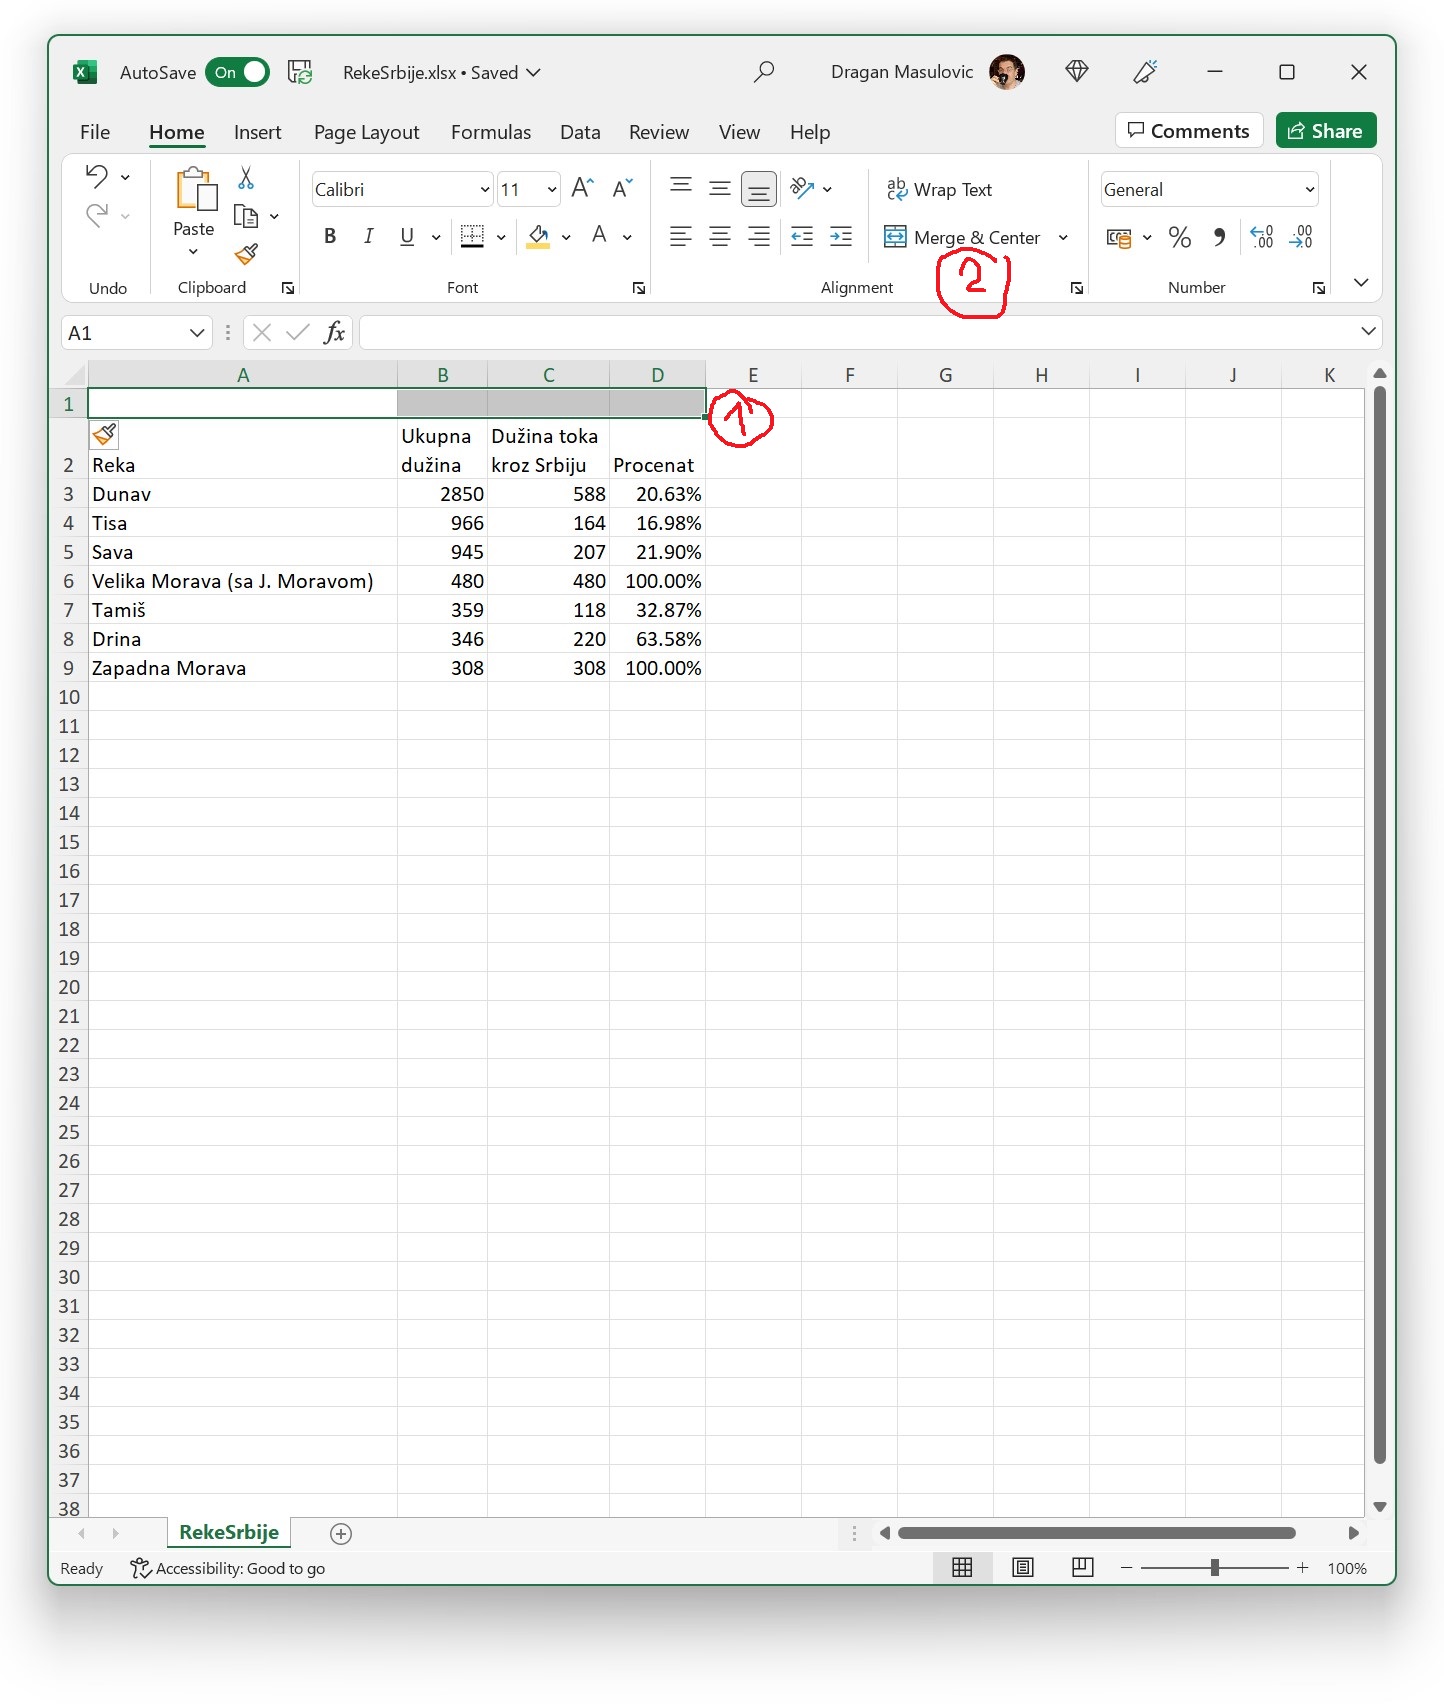 AutoSave On RekeSrbije.xlsx • Saved Dragan Masulovic
File Home Insert Page Layout Formulas Data Review View Help Comments Share
Calibri 11 Wrap Text General
Paste B I U A Merge & Center % 9 .00 .00
Undo Clipboard Font Alignment 2 Number
A1 fx
A B C D E F G H I J K
1
1
Ukupna Dužina toka
2 Reka dužina kroz Srbiju Procenat
3 Dunav 2850 588 20.63%
4 Tisa 966 164 16.98%
5 Sava 945 207 21.90%
6 Velika Morava (sa J. Moravom) 480 480 100.00%
7 Tamiš 359 118 32.87%
8 Drina 346 220 63.58%
9 Zapadna Morava 308 308 100.00%
10
11
12
13
14
15
16
17
18
19
20
21
22
23
24
25
26
27
28
29
30
31
32
33
34
35
36
37
38
RekeSrbije
Ready Accessibility: Good to go 100%